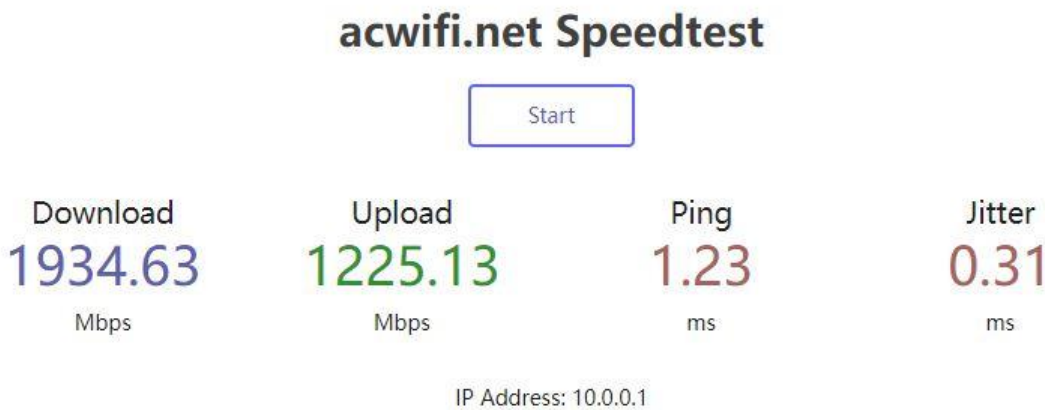 acwifi.net Speedtest
Start
Download Upload Ping Jitter
1934.63 1225.13 1.23 0.31
Mbps Mbps ms ms
IP Address: 10.0.0.1